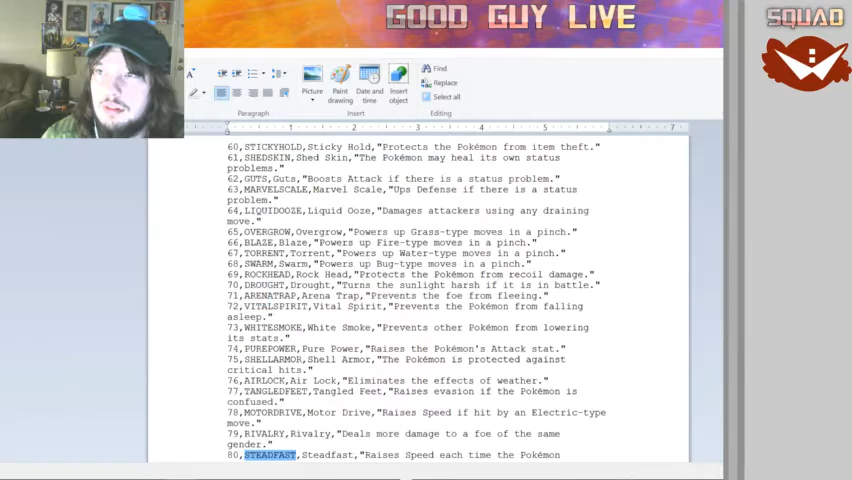 GOOD GUY LIVE
SQUAD
Picture
Paint drawing
Date and time
Insert object
Find
Replace
Select all
Paragraph
Insert
Editing
1 2 3 4 5 6 7
60,STICKYHOLD,Sticky Hold,"Protects the Pokémon from item theft."
61,SHEDSKIN,Shed Skin,"The Pokémon may heal its own status
problems."
62,GUTS,Guts,"Boosts Attack if there is a status problem."
63,MARVELSCALE,Marvel Scale,"Ups Defense if there is a status
problem."
64,LIQUIDOOZE,Liquid Ooze,"Damages attackers using any draining
move."
65,OVERGROW,Overgrow,"Powers up Grass-type moves in a pinch."
66,BLAZE,Blaze,"Powers up Fire-type moves in a pinch."
67,TORRENT,Torrent,"Powers up Water-type moves in a pinch."
68,SWARM,Swarm,"Powers up Bug-type moves in a pinch."
69,ROCKHEAD,Rock Head,"Protects the Pokémon from recoil damage."
70,DROUGHT,Drought,"Turns the sunlight harsh if it is in battle."
71,ARENATRAP,Arena Trap,"Prevents the foe from fleeing."
72,VITALSPIRIT,Vital Spirit,"Prevents the Pokémon from falling
asleep."
73,WHITESMOKE,White Smoke,"Prevents other Pokémon from lowering
its stats."
74,PUREPOWER,Pure Power,"Raises the Pokémon's Attack stat."
75,SHELLARMOR,Shell Armor,"The Pokémon is protected against
critical hits."
76,AIRLOCK,Air Lock,"Eliminates the effects of weather."
77,TANGLEDFEET,Tangled Feet,"Raises evasion if the Pokémon is
confused."
78,MOTORDRIVE,Motor Drive,"Raises Speed if hit by an Electric-type
move."
79,RIVALRY,Rivalry,"Deals more damage to a foe of the same
gender."
80,STEADFAST,Steadfast,"Raises Speed each time the Pokémon